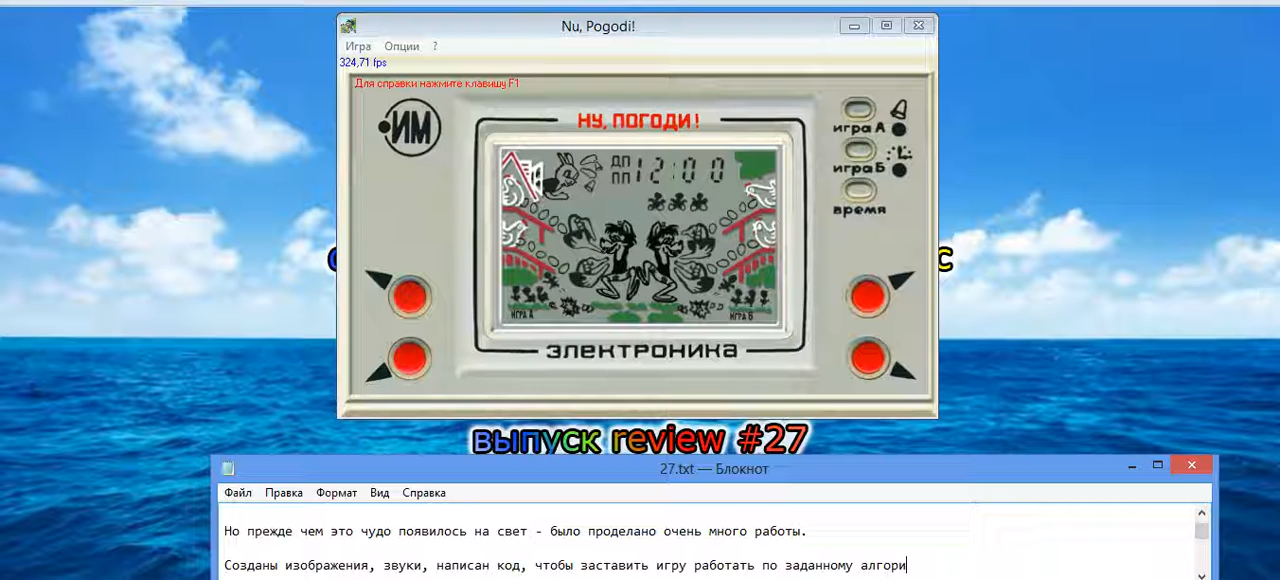 Nu, Pogodi!
Игра Опции ?
324,71 fps
Для справки нажмите клавишу F1
ИМ
НУ, ПОГОДИ!
игра А
игра Б
время
ДП
ПП
12:00
ИГРА А
ИГРА Б
ЭЛЕКТРОНИКА
с
выпуск review #27
27.txt — Блокнот
Файл Правка Формат Вид Справка
Но прежде чем это чудо появилось на свет - было проделано очень много работы.
Созданы изображения, звуки, написан код, чтобы заставить игру работать по заданному алгори